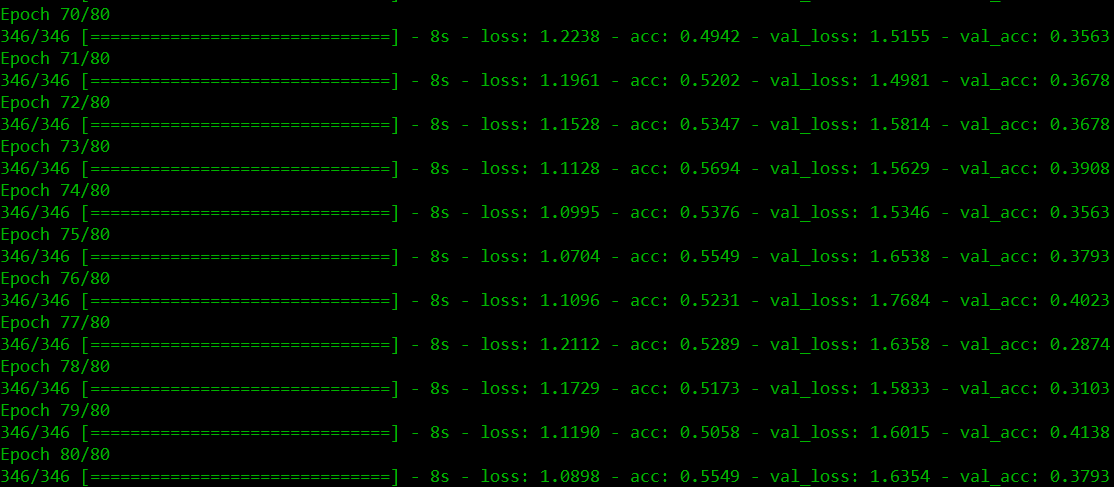 Epoch 70/80
346/346 [==============================] - 8s - loss: 1.2238 - acc: 0.4942 - val_loss: 1.5155 - val_acc: 0.3563
Epoch 71/80
346/346 [==============================] - 8s - loss: 1.1961 - acc: 0.5202 - val_loss: 1.4981 - val_acc: 0.3678
Epoch 72/80
346/346 [==============================] - 8s - loss: 1.1528 - acc: 0.5347 - val_loss: 1.5814 - val_acc: 0.3678
Epoch 73/80
346/346 [==============================] - 8s - loss: 1.1128 - acc: 0.5694 - val_loss: 1.5629 - val_acc: 0.3908
Epoch 74/80
346/346 [==============================] - 8s - loss: 1.0995 - acc: 0.5376 - val_loss: 1.5346 - val_acc: 0.3563
Epoch 75/80
346/346 [==============================] - 8s - loss: 1.0704 - acc: 0.5549 - val_loss: 1.6538 - val_acc: 0.3793
Epoch 76/80
346/346 [==============================] - 8s - loss: 1.1096 - acc: 0.5231 - val_loss: 1.7684 - val_acc: 0.4023
Epoch 77/80
346/346 [==============================] - 8s - loss: 1.2112 - acc: 0.5289 - val_loss: 1.6358 - val_acc: 0.2874
Epoch 78/80
346/346 [==============================] - 8s - loss: 1.1729 - acc: 0.5173 - val_loss: 1.5833 - val_acc: 0.3103
Epoch 79/80
346/346 [==============================] - 8s - loss: 1.1190 - acc: 0.5058 - val_loss: 1.6015 - val_acc: 0.4138
Epoch 80/80
346/346 [==============================] - 8s - loss: 1.0898 - acc: 0.5549 - val_loss: 1.6354 - val_acc: 0.3793